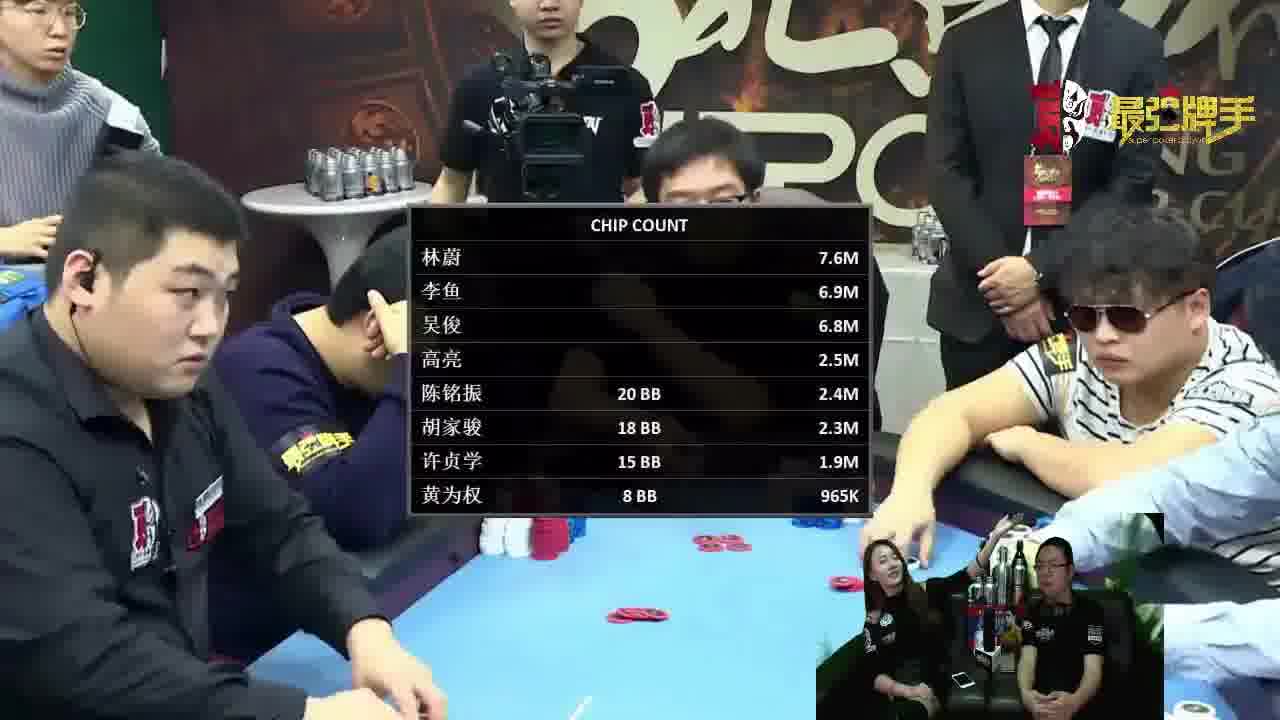 最强牌手
CHIP COUNT
林蔚 7.6M
李鱼 6.9M
吴俊 6.8M
高亮 2.5M
陈铭振 20 BB 2.4M
胡家骏 18 BB 2.3M
许贞学 15 BB 1.9M
黄为权 8 BB 965K